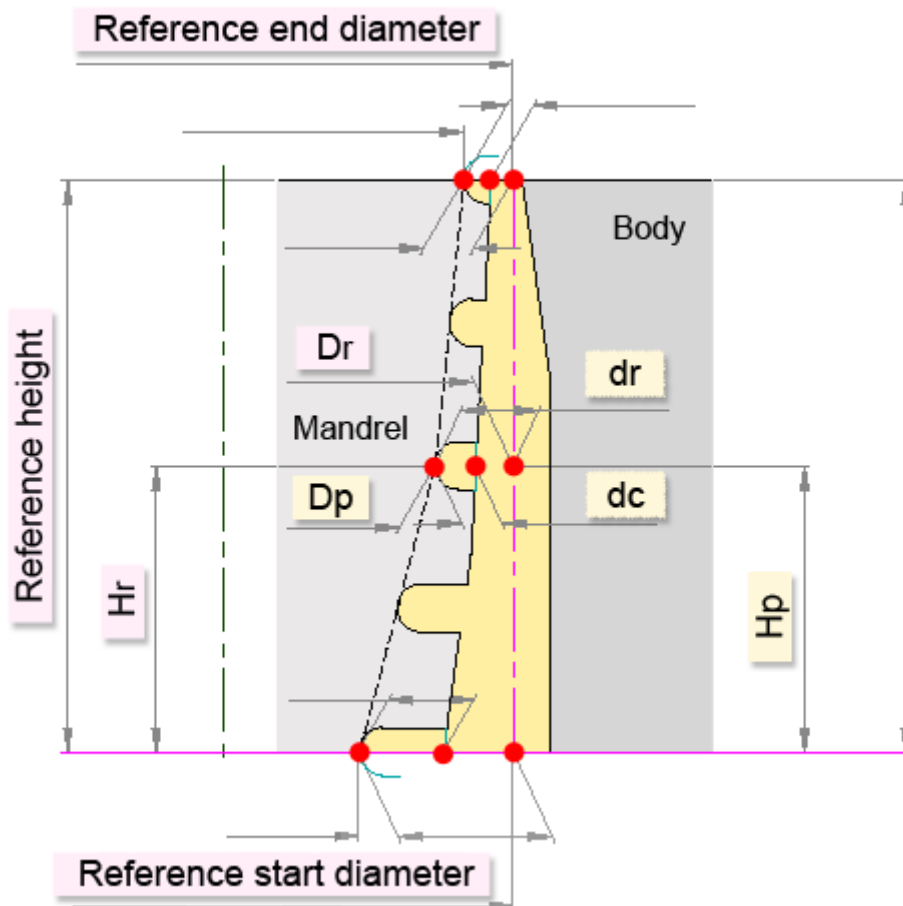 Reference end diameter
Body
Reference height
Dr
dr
Mandrel
Dp
dc
Hr
Hp
Reference start diameter